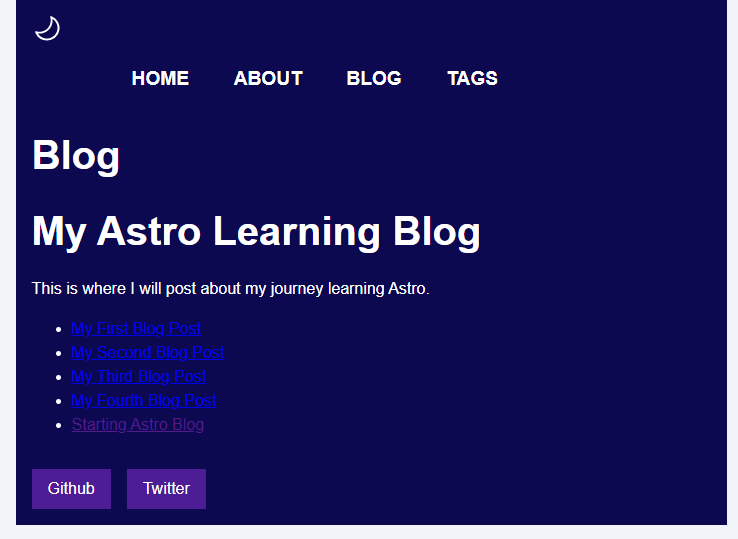 HOME ABOUT BLOG TAGS
Blog
My Astro Learning Blog
This is where I will post about my journey learning Astro.
My First Blog Post
My Second Blog Post
My Third Blog Post
My Fourth Blog Post
Starting Astro Blog
Github Twitter